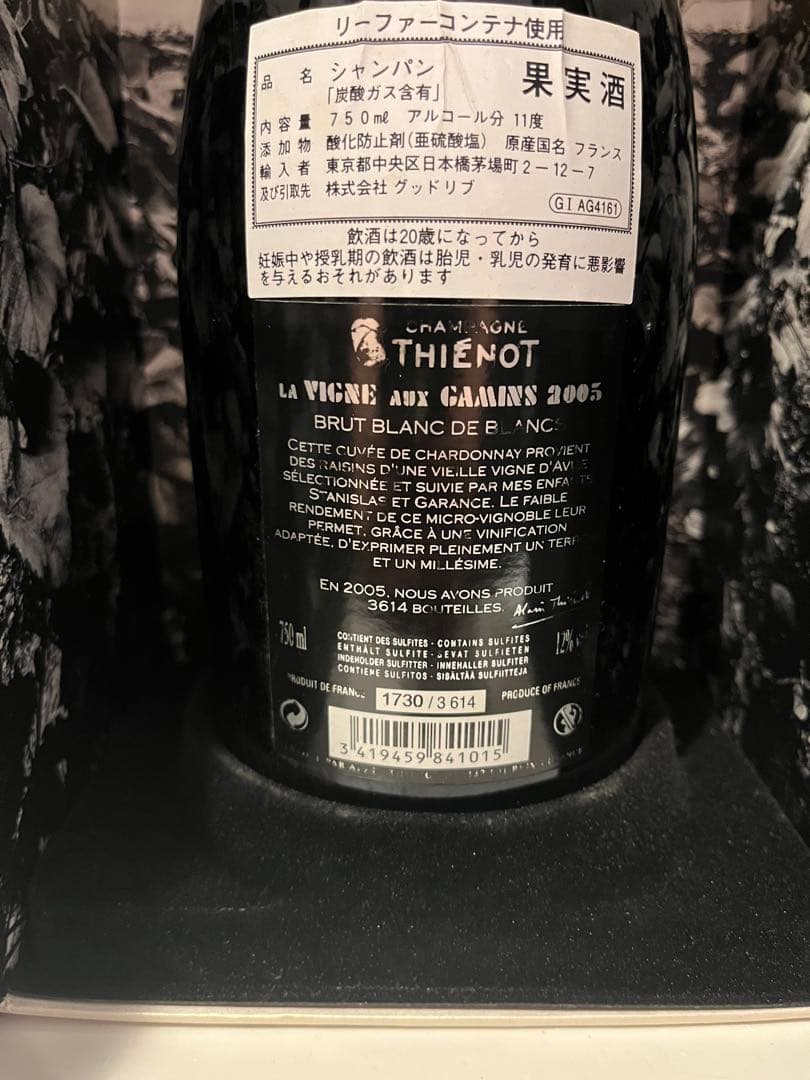 リーファーコンテナ使用
品 名 シャンパン 果実酒
「炭酸ガス含有」
内容量 750mℓ アルコール分 11度
添加物 酸化防止剤(亜硫酸塩) 原産国名 フランス
輸入者 東京都中央区日本橋茅場町2-12-7
及び引取先 株式会社 グッドリブ
GI AG4161
飲酒は20歳になってから
妊娠中や授乳期の飲酒は胎児・乳児の発育に悪影響
を与えるおそれがあります
CHAMPAGNE
THIÉNOT
LA VIGNE AUX GAMINS 2005
BRUT BLANC DE BLANCS
CETTE CUVÉE DE CHARDONNAY PROVIENT
DES RAISINS D'UNE VIEILLE VIGNE D'AVIZE
SÉLECTIONNÉE ET SUIVIE PAR MES ENFANTS
STANISLAS ET GARANCE. LE FAIBLE
RENDEMENT DE CE MICRO-VIGNOBLE LEUR
PERMET, GRÂCE À UNE VINIFICATION
ADAPTÉE, D'EXPRIMER PLEINEMENT UN
ET UN MILLÉSIME.
EN 2005, NOUS AVONS PRODUIT
3614 BOUTEILLES. Alain Thiénot
750 ml
CONTIENT DES SULFITES - CONTAINS SULFITES
ENTHÄLT SULFITE - BEVAT SULFIETEN
INDEHOLDER SULFITTER - INNEHALLER SULFITER
CONTIENE SULFITOS - SISÄLTÄÄ SULFIITTEJA
12%
PRODUIT DE FRANCE
1730 / 3 614
PRODUCE OF FRANCE
3 419459 841015